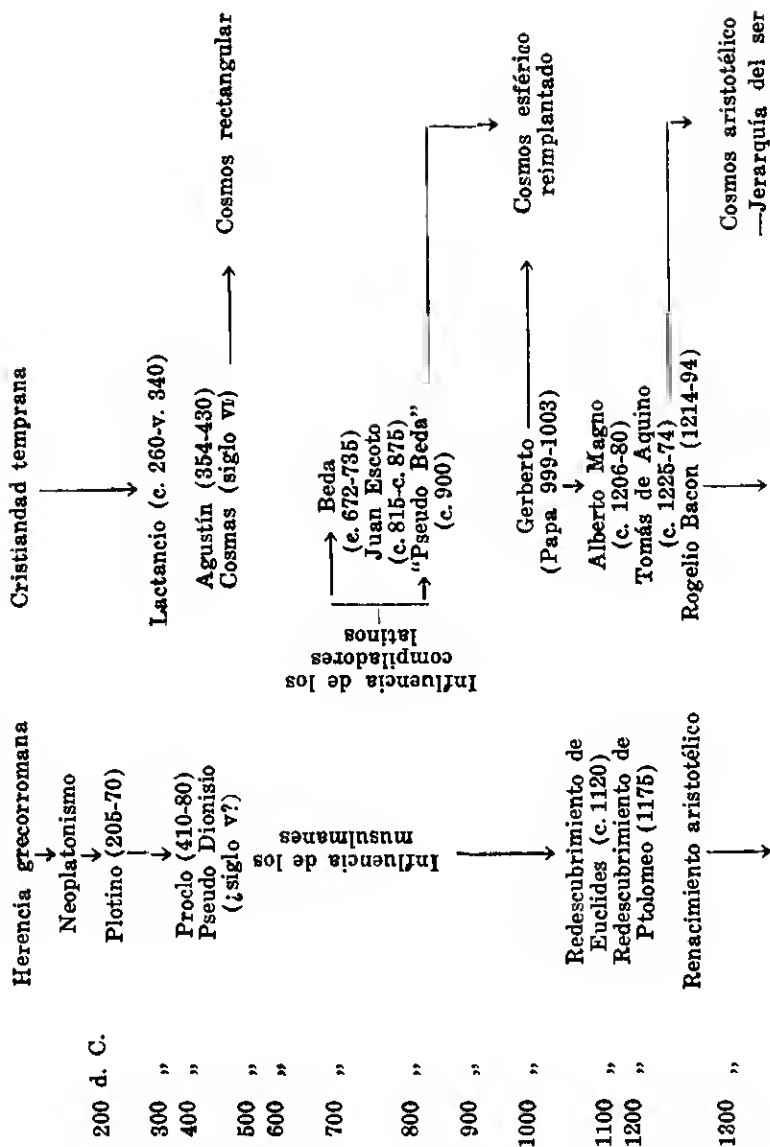 200 d. C.
300 ”
400 ”
500 ”
600 ”
700 ”
800 ”
900 ”
1000 ”
1100 ”
1200 ”
1300 ”
Herencia grecorromana
Neoplatonismo
Plotino (205-70)
Proclo (410-80)
Pseudo Dionisio
(¿siglo V?)
Influencia de los
musulmanes
Redescubrimiento de
Euclides (c. 1120)
Redescubrimiento de
Ptolomeo (1175)
Renacimiento aristotélico
Cristiandad temprana
Lactancio (c. 260-v. 340)
Agustín (354-430)
Cosmas (siglo VI)
Influencia de los
compiladores
latinos
Beda
(c. 672-735)
Juan Escoto
(c. 815-c. 875)
“Pseudo Beda”
(c. 900)
Gerberto
(Papa 999-1003)
Alberto Magno
(c. 1206-80)
Tomás de Aquino
(c. 1225-74)
Rogelio Bacon (1214-94)
Cosmos rectangular
Cosmos esférico
reimplantado
Cosmos aristotélico
—Jerarquía del ser